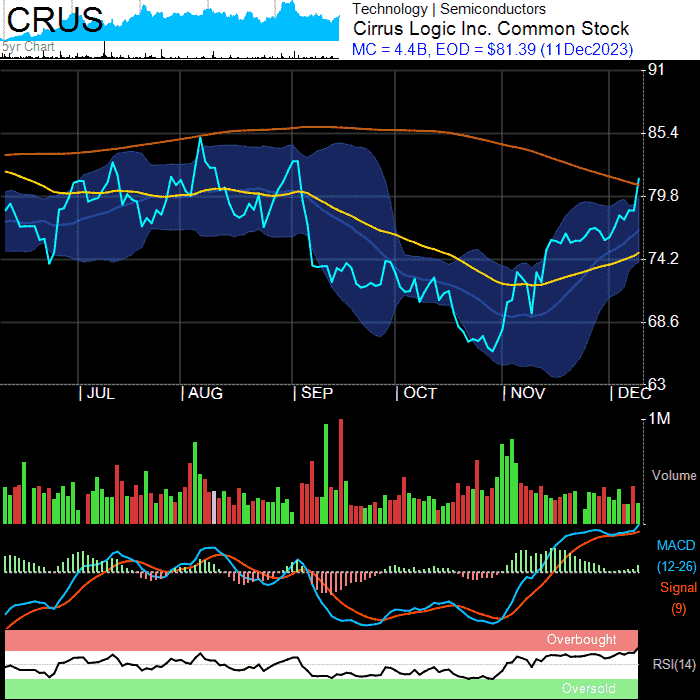 CRUS
5yr Chart
Technology | Semiconductors
Cirrus Logic Inc. Common Stock
MC = 4.4B, EOD = $81.39 (11Dec2023)
91
85.4
79.8
74.2
68.6
63
JUL AUG SEP OCT NOV DEC
1M
Volume
MACD
(12-26)
Signal
(9)
Overbought
RSI(14)
Oversold